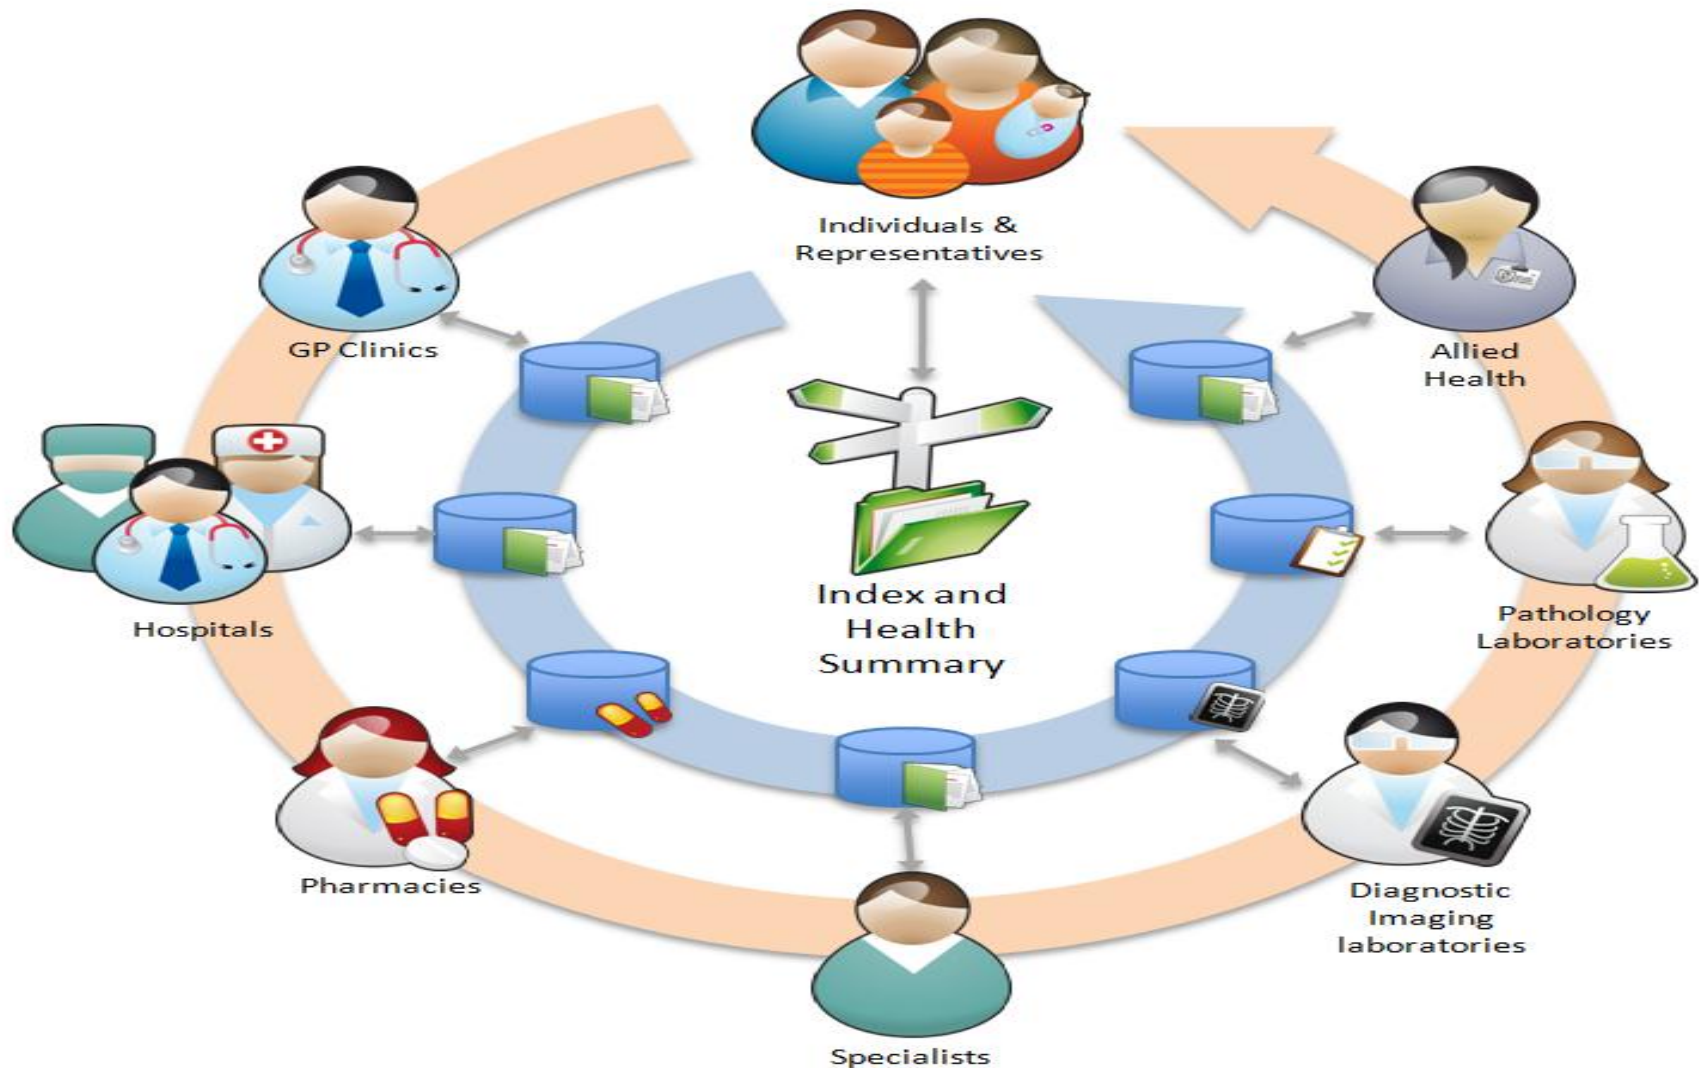 Individuals &
Representatives
GP Clinics
Allied
Health
Hospitals
Index and
Health
Summary
Pathology
Laboratories
Pharmacies
Diagnostic
Imaging
laboratories
Specialists